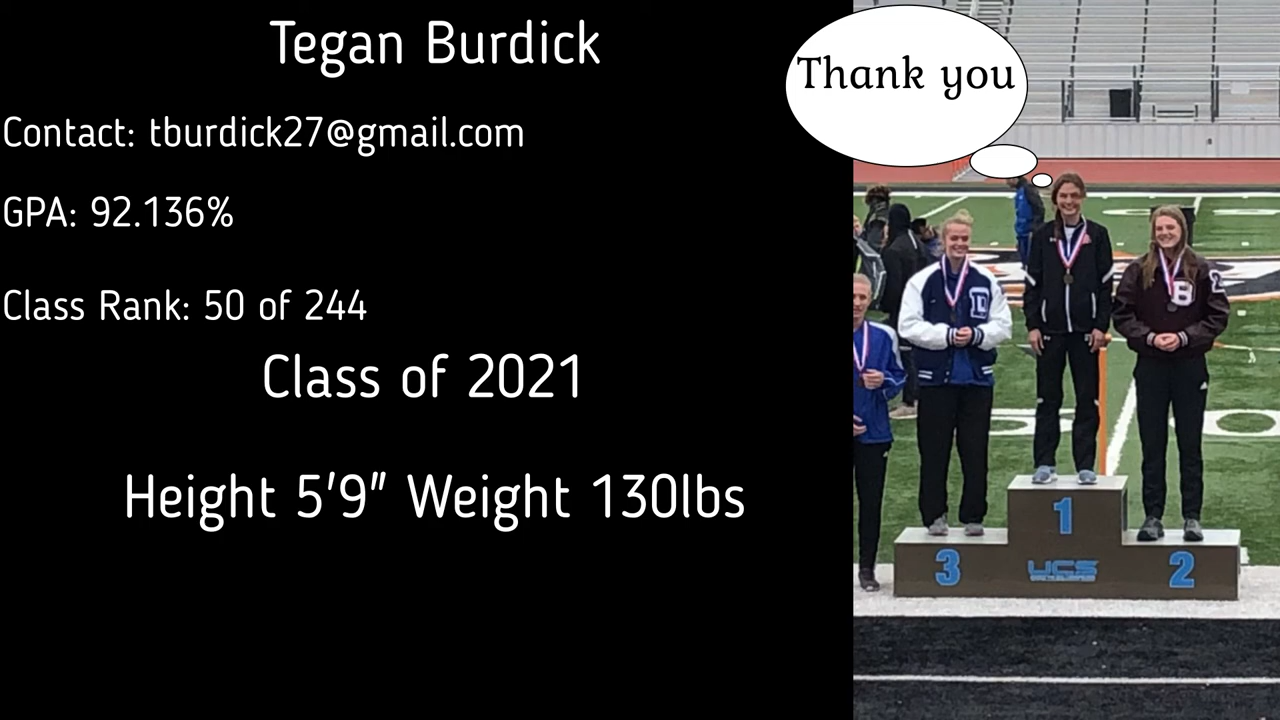 Tegan Burdick
Contact: tburdick27@gmail.com
GPA: 92.136%
Class Rank: 50 of 244
Class of 2021
Height 5'9" Weight 130lbs
Thank you
D
B
2
1
3
UCS
2